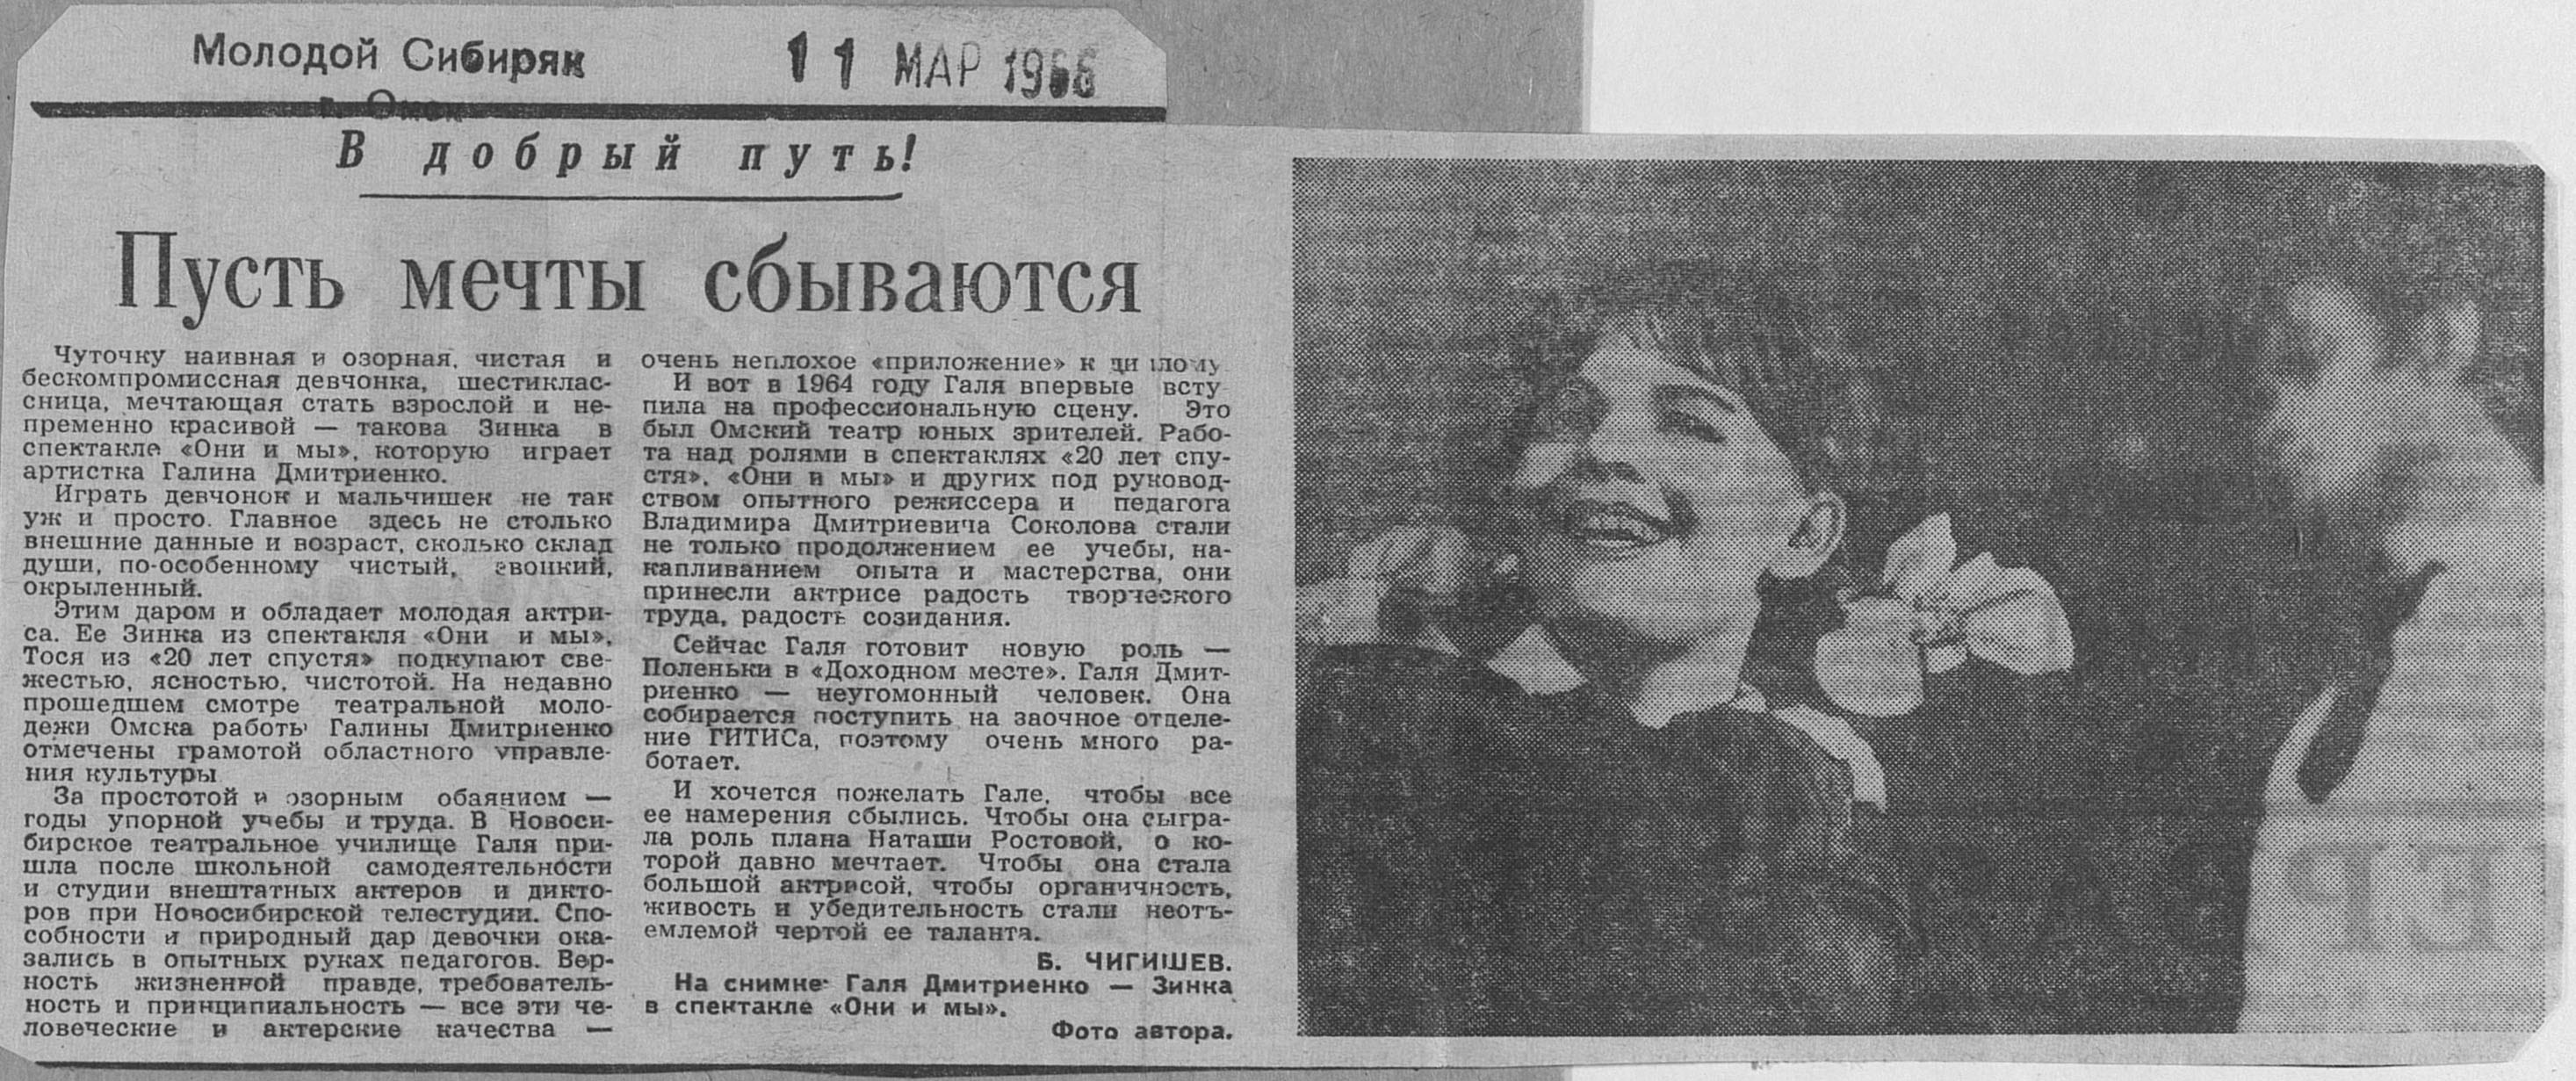 Молодой Сибиряк
11 МАР 1966
г. Омск
В добрый путь!
Пусть мечты сбываются
Чуточку наивная и озорная, чистая и
бескомпромиссная девчонка, шестиклас-
сница, мечтающая стать взрослой и не-
пременно красивой — такова Зинка в
спектакле «Они и мы», которую играет
артистка Галина Дмитриенко.
Играть девчонок и мальчишек не так
уж и просто. Главное здесь не столько
внешние данные и возраст, сколько склад
души, по-особенному чистый, звонкий,
окрыленный.
Этим даром и обладает молодая актри-
са. Ее Зинка из спектакля «Они и мы»,
Тося из «20 лет спустя» подкупают све-
жестью, ясностью, чистотой. На недавно
прошедшем смотре театральной моло-
дежи Омска работы Галины Дмитриенко
отмечены грамотой областного управле-
ния культуры
За простотой и озорным обаянием —
годы упорной учебы и труда. В Новоси-
бирское театральное училище Галя при-
шла после школьной самодеятельности
и студии внештатных актеров и дикто-
ров при Новосибирской телестудии. Спо-
собности и природный дар девочки ока-
зались в опытных руках педагогов. Вер-
ность жизненной правде, требователь-
ность и принципиальность — все эти че-
ловеческие и актерские качества —
очень неплохое «приложение» к диплому
И вот в 1964 году Галя впервые всту
пила на профессиональную сцену. Это
был Омский театр юных зрителей. Рабо-
та над ролями в спектаклях «20 лет спу-
стя», «Они и мы» и других под руковод-
ством опытного режиссера и педагога
Владимира Дмитриевича Соколова стали
не только продолжением ее учебы, на-
капливанием опыта и мастерства, они
принесли актрисе радость творческого
труда, радость созидания.
Сейчас Галя готовит новую роль —
Поленьки в «Доходном месте». Галя Дмит-
риенко — неугомонный человек. Она
собирается поступить на заочное отделе-
ние ГИТИСа, поэтому очень много ра-
ботает.
И хочется пожелать Гале, чтобы все
ее намерения сбылись. Чтобы она сыгра-
ла роль плана Наташи Ростовой, о ко-
торой давно мечтает. Чтобы она стала
большой актрисой, чтобы органичность,
живость и убедительность стали неотъ-
емлемой чертой ее таланта.
Б. ЧИГИШЕВ.
На снимке: Галя Дмитриенко — Зинка
в спектакле «Они и мы».
Фото автора.